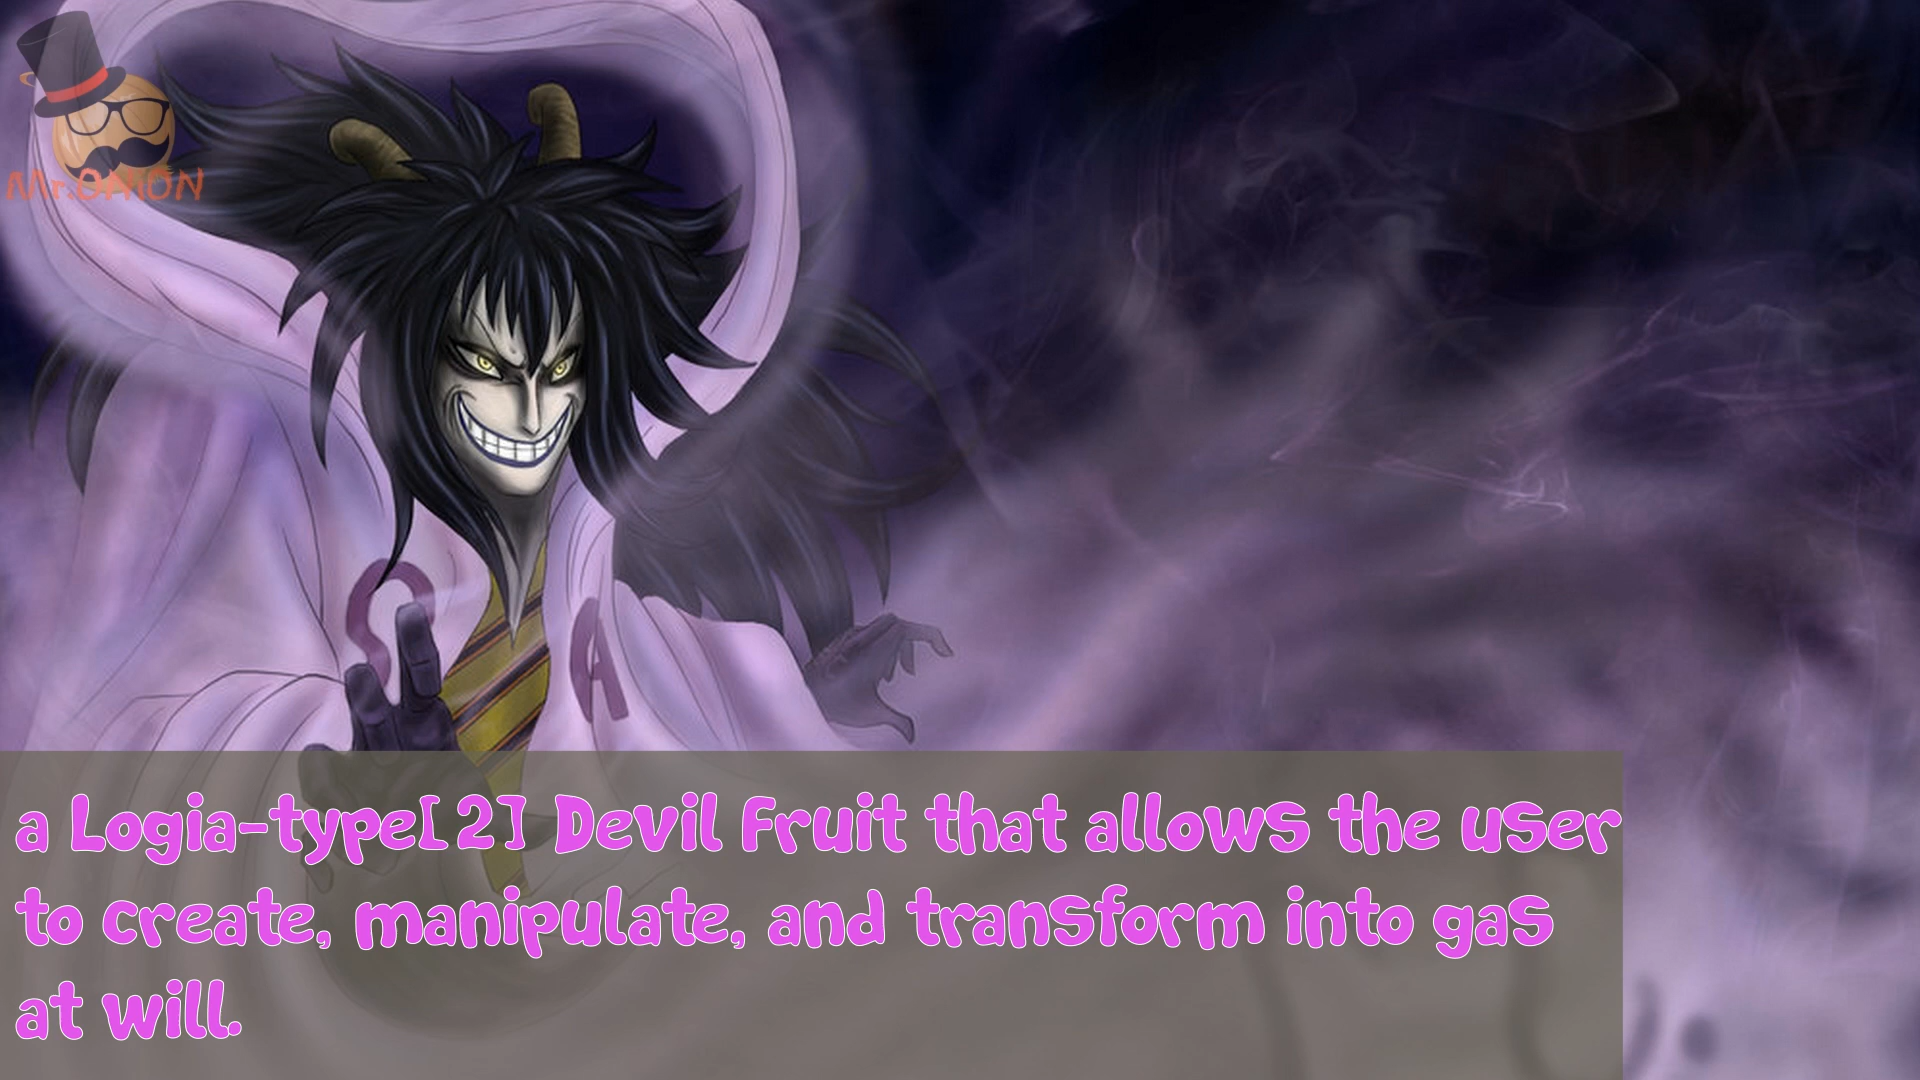 Mr.ONION
a Logia-type[2] Devil Fruit that allows the user
to create, manipulate, and transform into gas
at will.